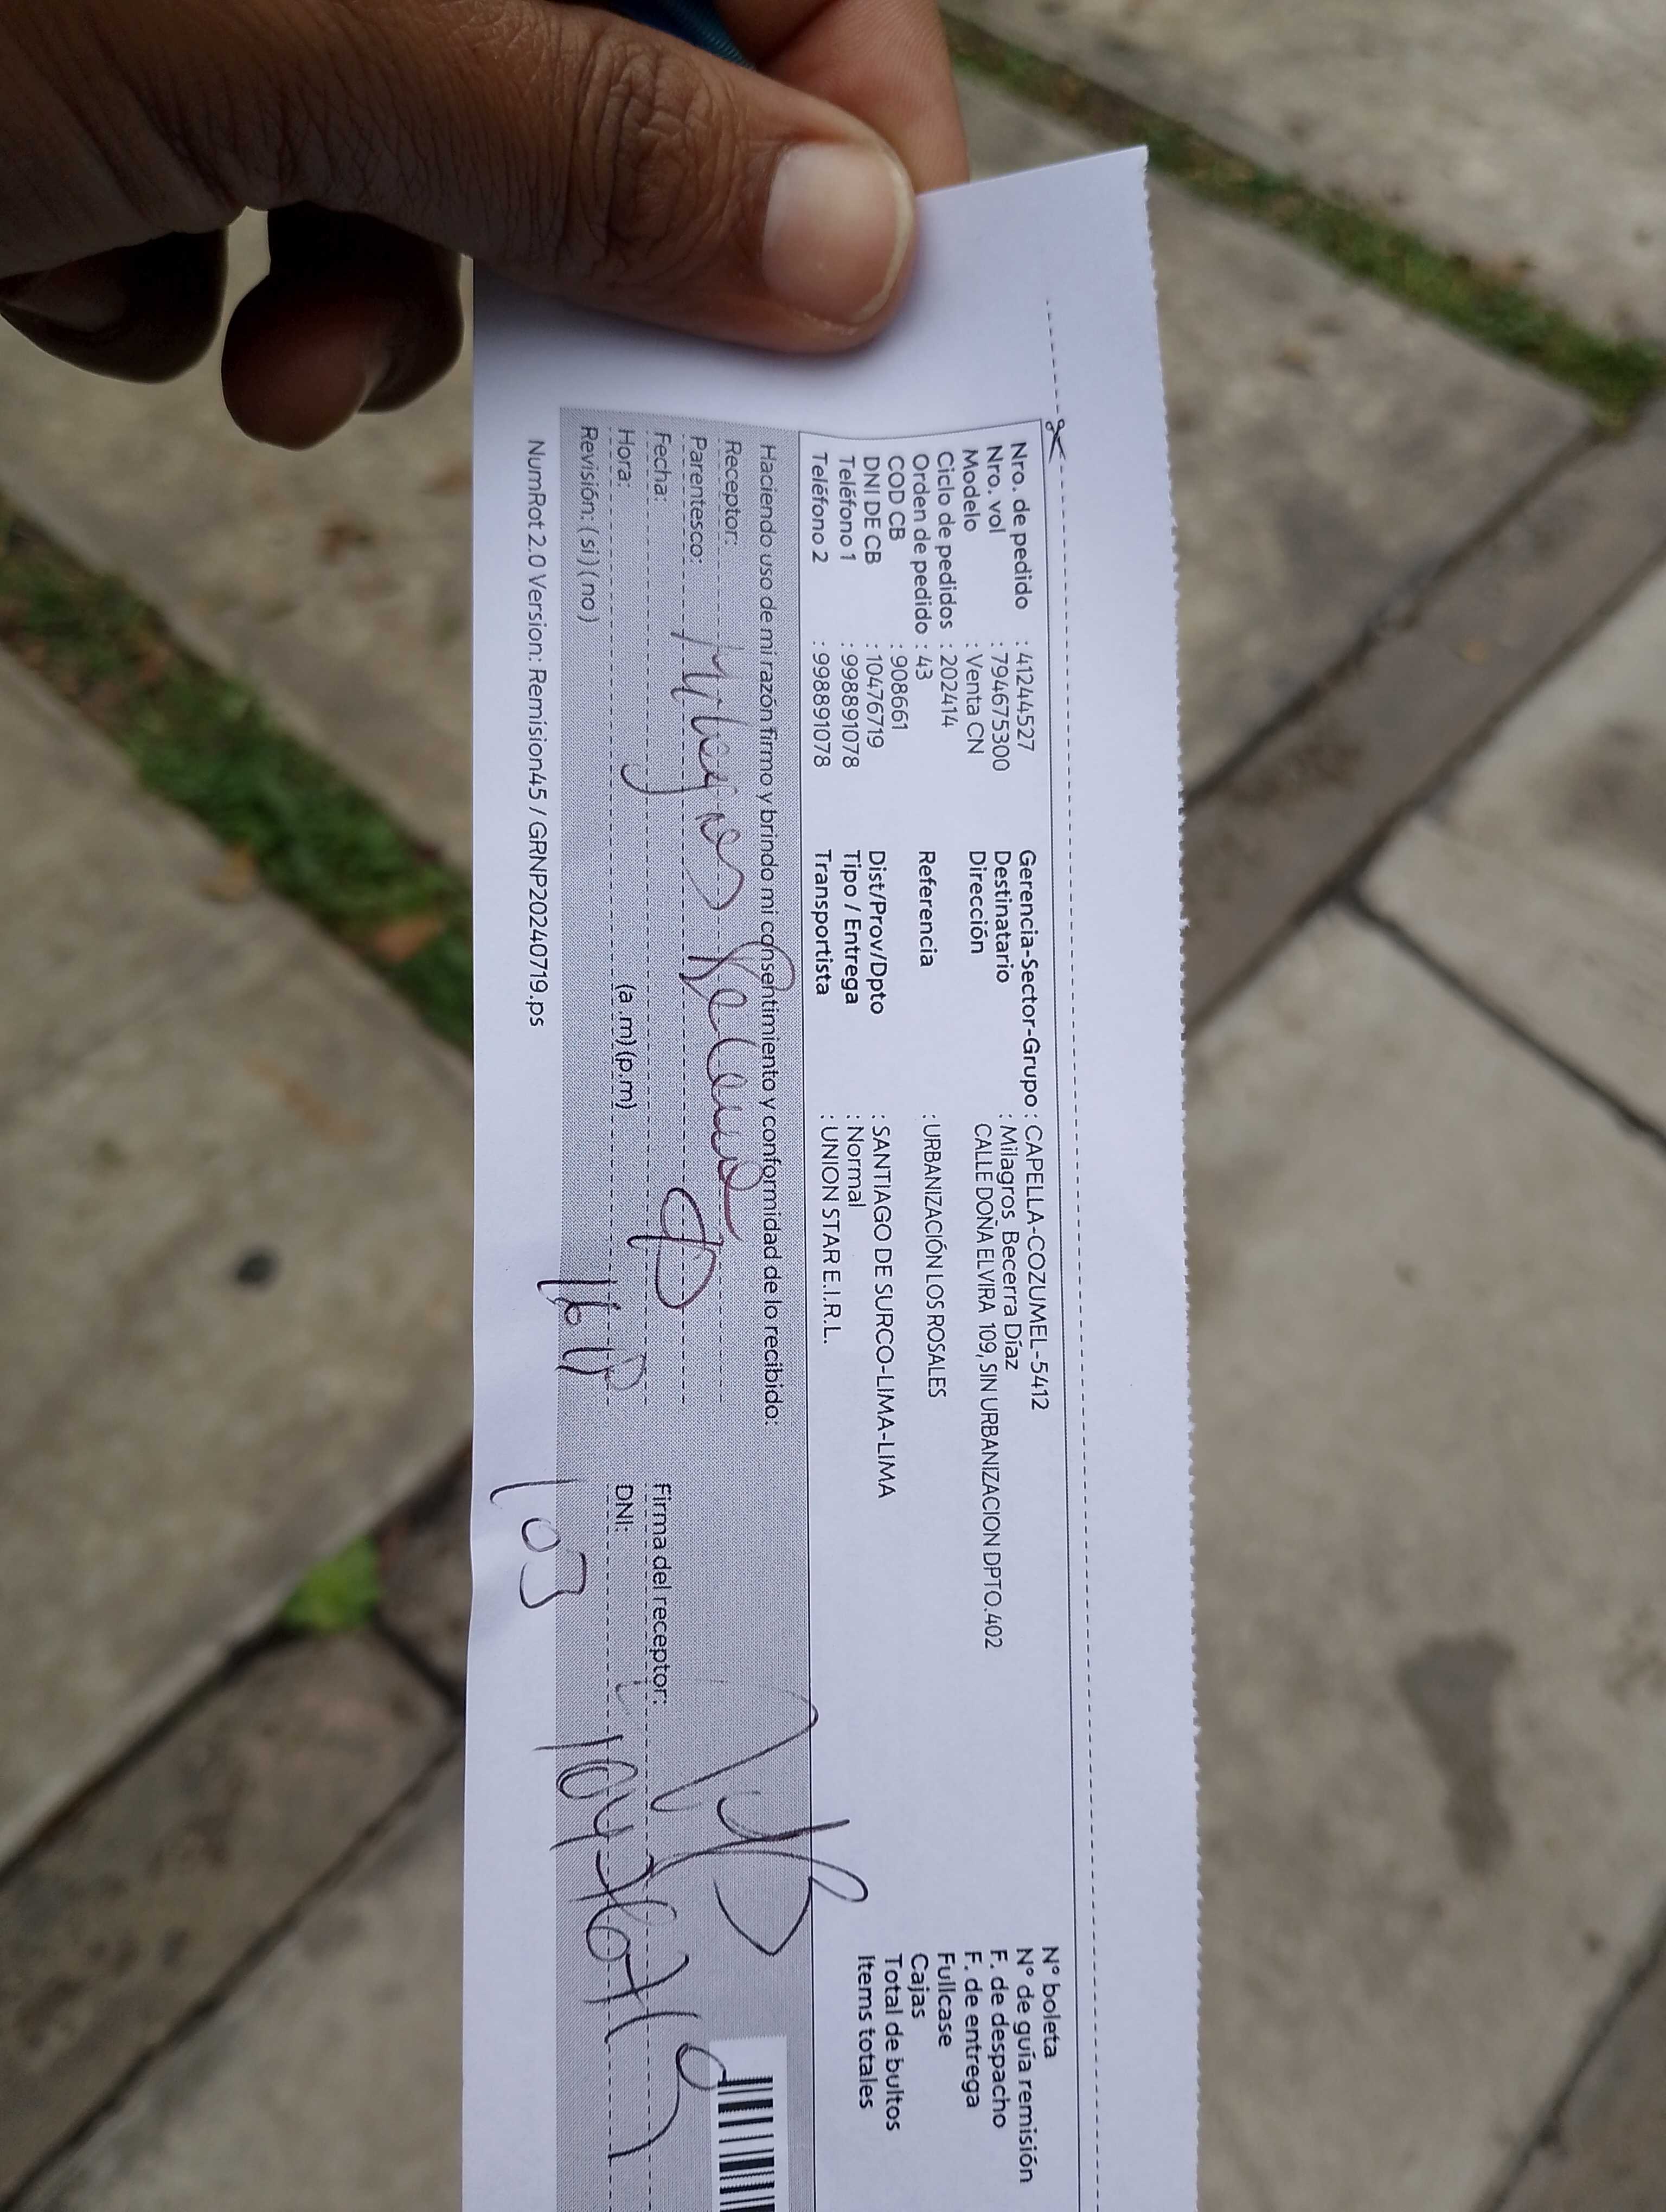 Nro. de pedido : 41244527
Nro. vol : 794675300
Modelo : Venta CN
Ciclo de pedidos : 202414
Orden de pedido : 43
COD CB : 908661
DNI DE CB : 10476719
Teléfono 1 : 998891078
Teléfono 2 : 998891078
Gerencia-Sector-Grupo : CAPELLA-COZUMEL-5412
Destinatario : Milagros Becerra Díaz
Dirección CALLE DOÑA ELVIRA 109, SIN URBANIZACION DPTO.402
Referencia : URBANIZACIÓN LOS ROSALES
Dist/Prov/Dpto : SANTIAGO DE SURCO-LIMA-LIMA
Tipo / Entrega : Normal
Transportista : UNION STAR E.I.R.L.
N° boleta
N° de guía remisión
F. de despacho
F. de entrega
Fullcase
Cajas
Total de bultos
Items totales
Haciendo uso de mi razón firmo y brindo mi consentimiento y conformidad de lo recibido:
Receptor: Milagros
Parentesco:
Fecha:
Hora: (a .m) (p.m)
Revisión: ( si ) ( no )
Firma del receptor:
DNI: 10476719
103
NumRot 2.0 Version: Remision45 / GRNP20240719.ps